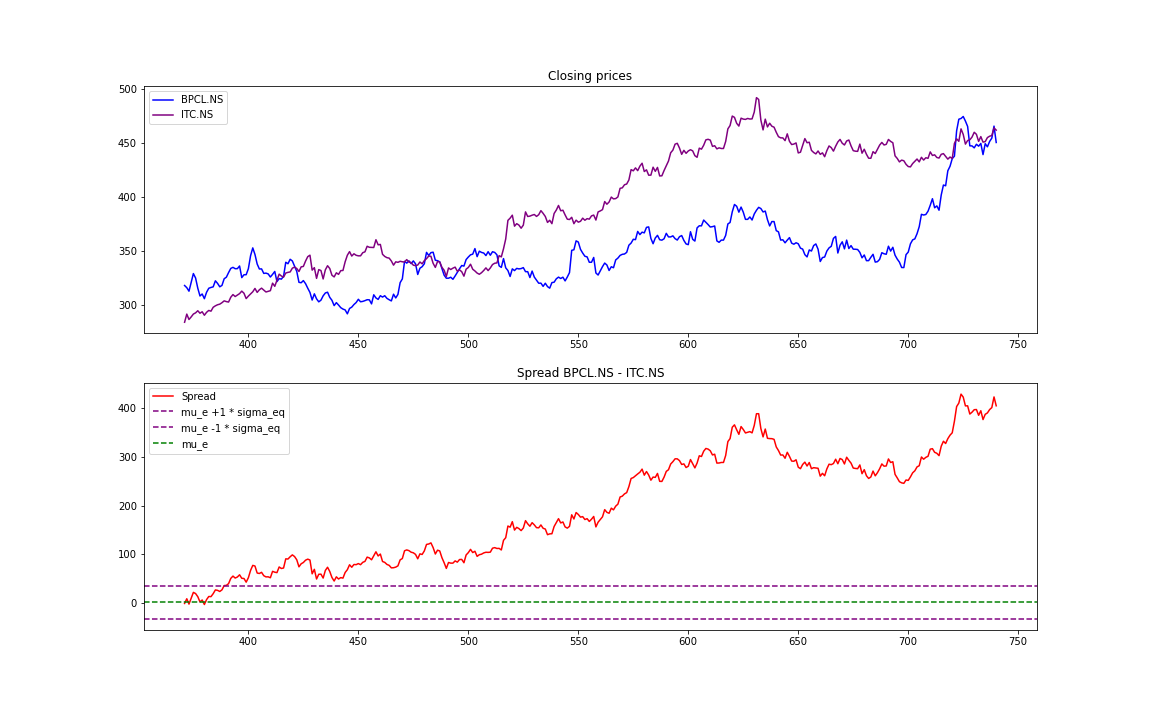 Closing prices
500
450
400
350
300
BPCL.NS
ITC.NS
400 450 500 550 600 650 700 750
Spread BPCL.NS - ITC.NS
400
300
200
100
0
Spread
mu_e +1 * sigma_eq
mu_e -1 * sigma_eq
mu_e
400 450 500 550 600 650 700 750